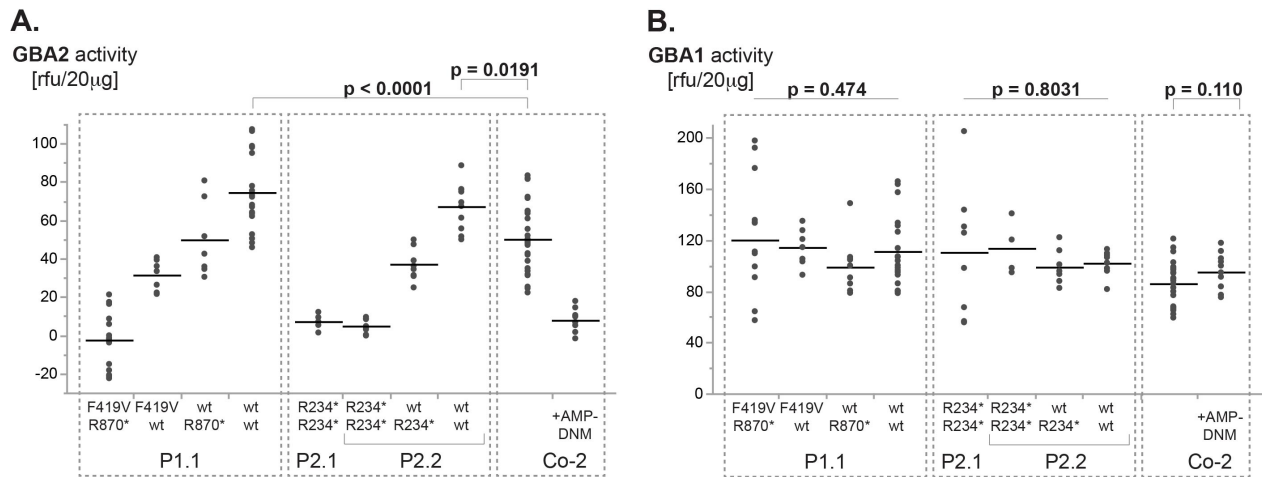 A.
GBA2 activity
[rfu/20µg]
p < 0.0001
p = 0.0191
100
80
60
40
20
0
-20
F419V F419V wt wt
R870* wt R870* wt
P1.1
R234* R234* wt wt
R234* R234* R234* wt
P2.1 P2.2
+AMP-
DNM
Co-2
B.
GBA1 activity
[rfu/20µg]
p = 0.474
p = 0.8031
p = 0.110
200
160
120
80
40
0
F419V F419V wt wt
R870* wt R870* wt
P1.1
R234* R234* wt wt
R234* R234* R234* wt
P2.1 P2.2
+AMP-
DNM
Co-2